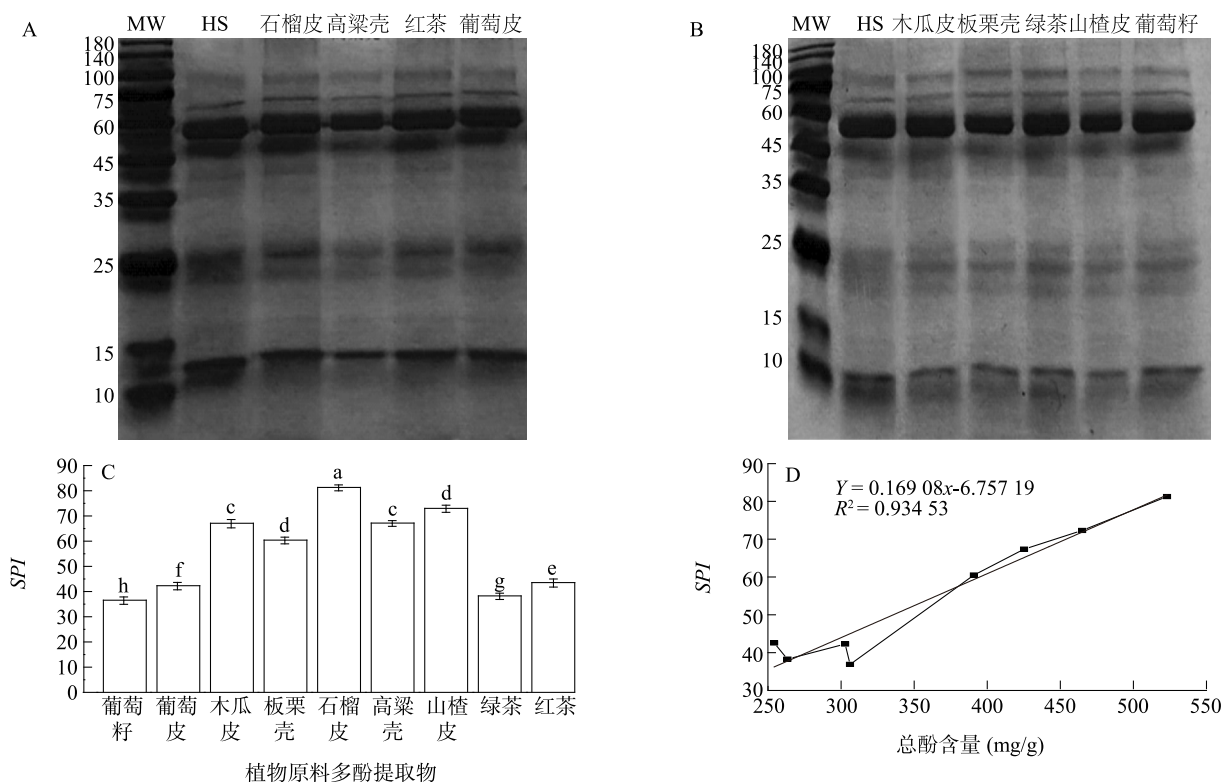 A
MW HS 石榴皮 高粱壳 红茶 葡萄皮
180
140
100
75
60
45
35
25
15
10
B
MW HS 木瓜皮 板栗壳 绿茶 山楂皮 葡萄籽
180
140
100
75
60
45
35
25
15
10
C
SPI
90
80
70
60
50
40
30
20
10
0
h f c d a c d g e
葡萄籽 葡萄皮 木瓜皮 板栗壳 石榴皮 高粱壳 山楂皮 绿茶 红茶
植物原料多酚提取物
D
Y = 0.169 08x-6.757 19
R² = 0.934 53
SPI
90
80
70
60
50
40
30
250 300 350 400 450 500 550
总酚含量 (mg/g)